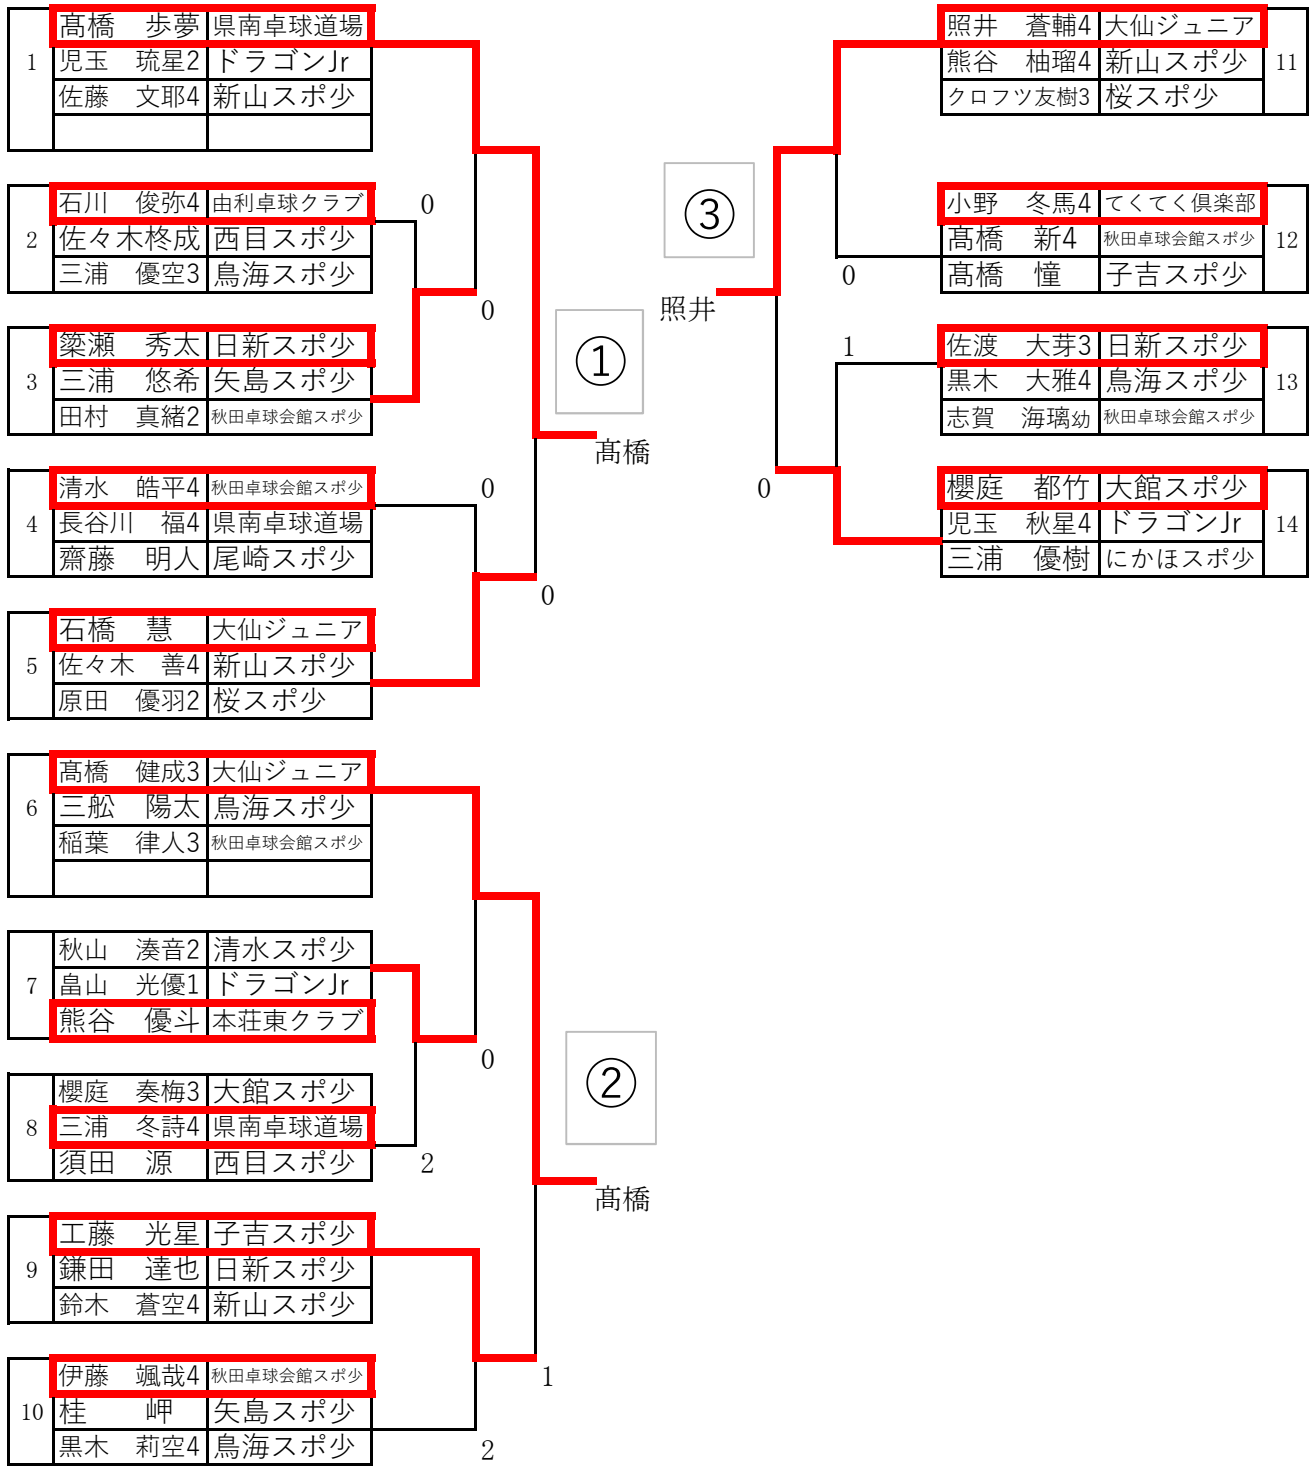 1
髙橋　歩夢 県南卓球道場
児玉　琉星2 ドラゴンJr
佐藤　文耶4 新山スポ少
2
石川　俊弥4 由利卓球クラブ
佐々木柊成 西目スポ少
三浦　優空3 鳥海スポ少
0
3
簗瀬　秀太 日新スポ少
三浦　悠希 矢島スポ少
田村　真緒2 秋田卓球会館スポ少
0
①
髙橋
4
清水　皓平4 秋田卓球会館スポ少
長谷川　福4 県南卓球道場
齋藤　明人 尾崎スポ少
0
5
石橋　慧 大仙ジュニア
佐々木　善4 新山スポ少
原田　優羽2 桜スポ少
0
6
髙橋　健成3 大仙ジュニア
三舩　陽太 鳥海スポ少
稲葉　律人3 秋田卓球会館スポ少
7
秋山　湊音2 清水スポ少
畠山　光優1 ドラゴンJr
熊谷　優斗 本荘東クラブ
0
8
櫻庭　奏梅3 大館スポ少
三浦　冬詩4 県南卓球道場
須田　源 西目スポ少
2
②
髙橋
9
工藤　光星 子吉スポ少
鎌田　達也 日新スポ少
鈴木　蒼空4 新山スポ少
1
10
伊藤　颯哉4 秋田卓球会館スポ少
桂　岬 矢島スポ少
黒木　莉空4 鳥海スポ少
2
照井　蒼輔4 大仙ジュニア
熊谷　柚瑠4 新山スポ少
クロフツ友樹3 桜スポ少
11
③
照井
小野　冬馬4 てくてく倶楽部
髙橋　新4 秋田卓球会館スポ少
髙橋　憧 子吉スポ少
12
0
1
佐渡　大芽3 日新スポ少
黒木　大雅4 鳥海スポ少
志賀　海璃幼 秋田卓球会館スポ少
13
0
櫻庭　都竹 大館スポ少
児玉　秋星4 ドラゴンJr
三浦　優樹 にかほスポ少
14